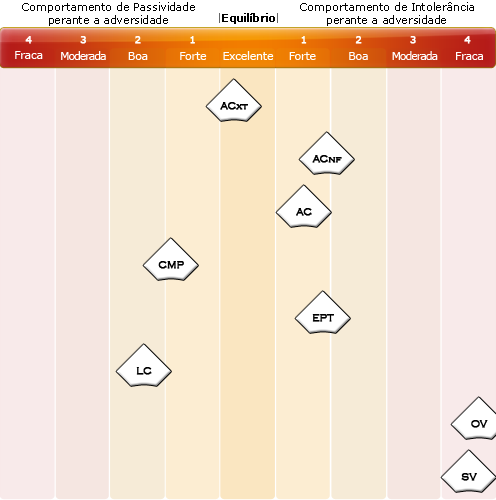 Comportamento de Passividade
perante a adversidade
|Equilíbrio|
Comportamento de Intolerância
perante a adversidade
4 3 2 1 1 2 3 4
Fraca Moderada Boa Forte Excelente Forte Boa Moderada Fraca
ACXT
ACNF
AC
CMP
EPT
LC
OV
SV